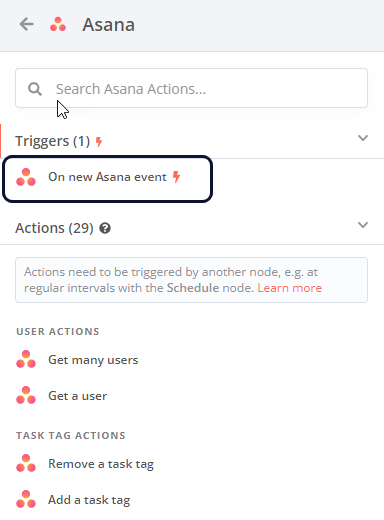 Asana
Search Asana Actions...
Triggers (1)
On new Asana event
Actions (29)
Actions need to be triggered by another node, e.g. at
regular intervals with the Schedule node. Learn more
USER ACTIONS
Get many users
Get a user
TASK TAG ACTIONS
Remove a task tag
Add a task tag